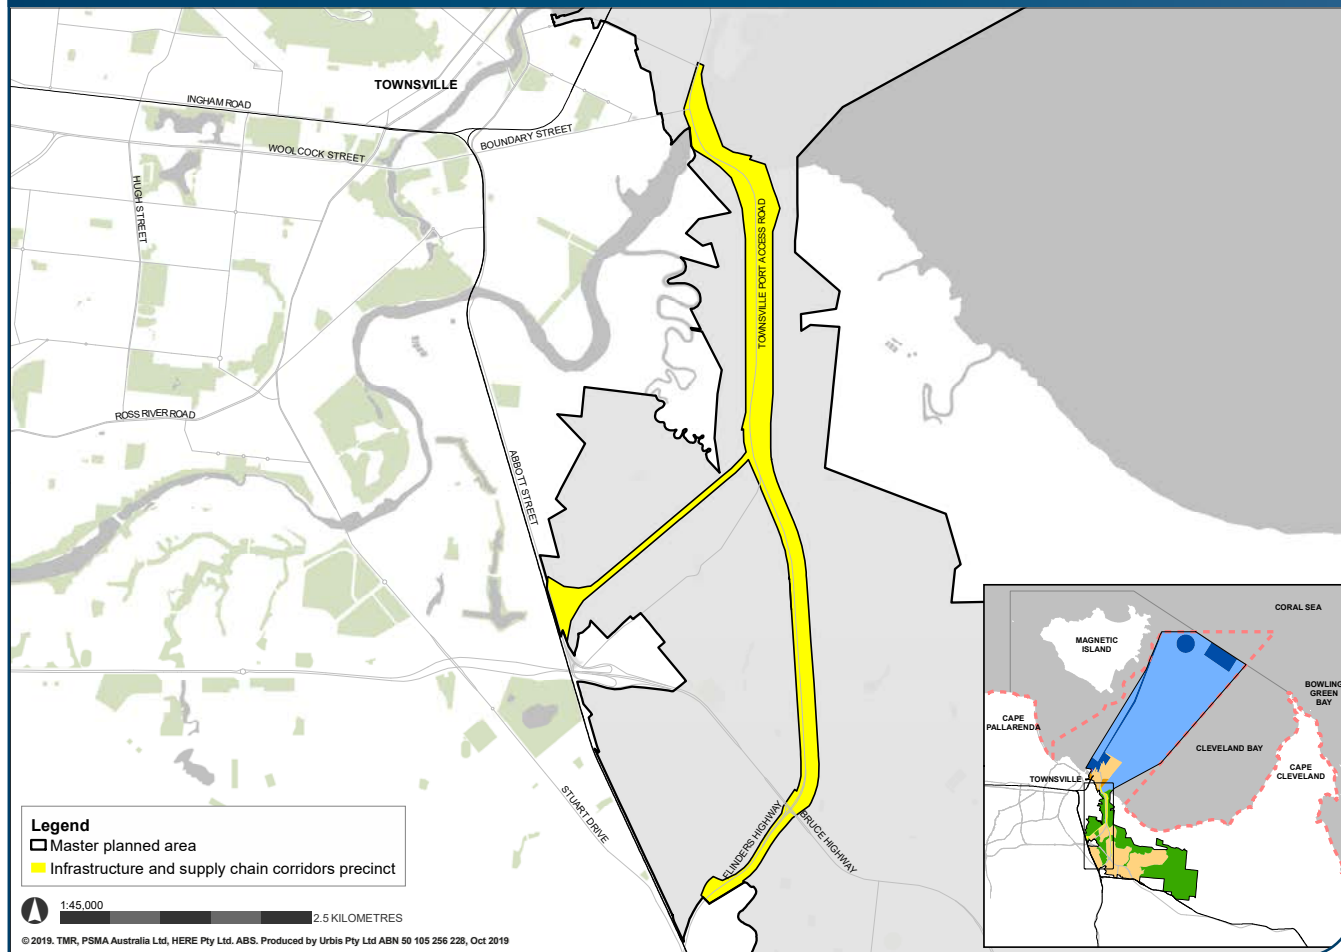 TOWNSVILLE
INGHAM ROAD
BOUNDARY STREET
WOOLCOCK STREET
HUGH STREET
TOWNSVILLE PORT ACCESS ROAD
ROSS RIVER ROAD
ABBOTT STREET
STUART DRIVE
FLINDERS HIGHWAY
BRUCE HIGHWAY
CORAL SEA
MAGNETIC
ISLAND
BOWLING
GREEN
BAY
CAPE
PALLARENDA
CLEVELAND BAY
CAPE
CLEVELAND
TOWNSVILLE
Legend
Master planned area
Infrastructure and supply chain corridors precinct
1:45,000
2.5 KILOMETRES
© 2019. TMR, PSMA Australia Ltd, HERE Pty Ltd. ABS. Produced by Urbis Pty Ltd ABN 50 105 256 228, Oct 2019